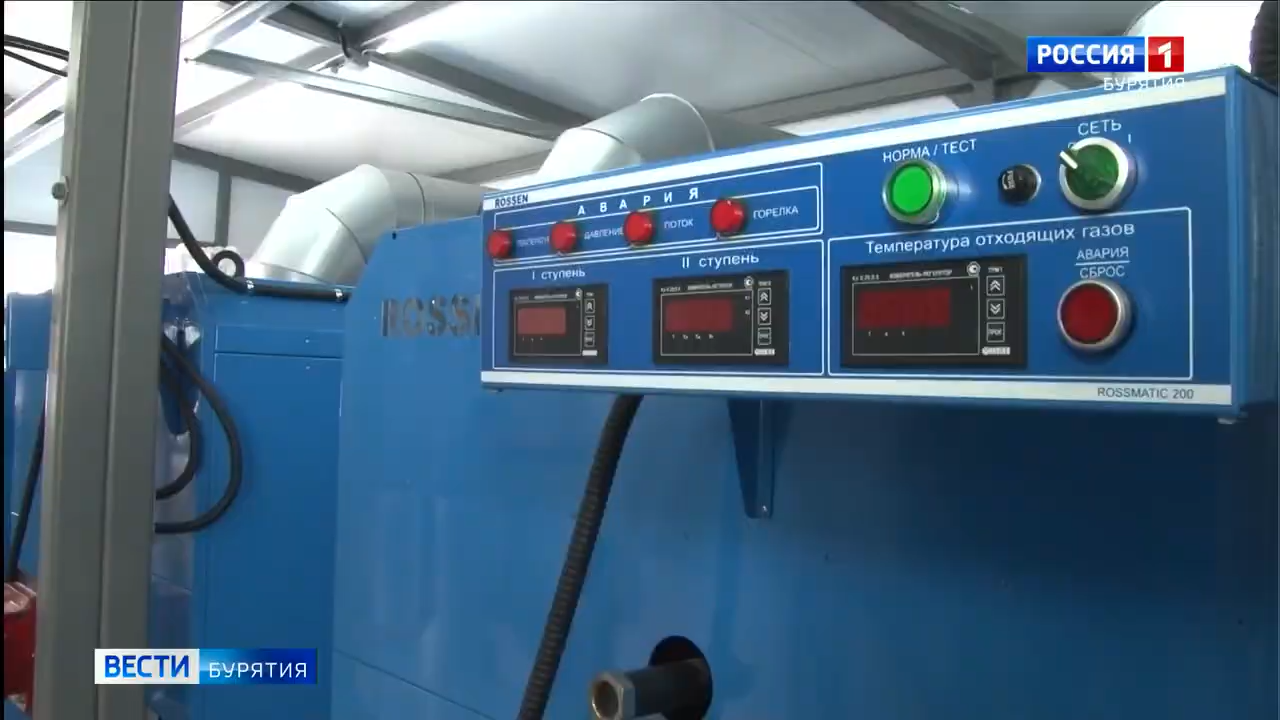 РОССИЯ 1
БУРЯТИЯ
СЕТЬ
НОРМА / ТЕСТ
ROSSEN
АВАРИЯ
ДАВЛЕНИЕ
ПОТОК
ГОРЕЛКА
I ступень
II ступень
Температура отходящих газов
АВАРИЯ
СБРОС
ROSSMATIC 200
ВЕСТИ БУРЯТИЯ